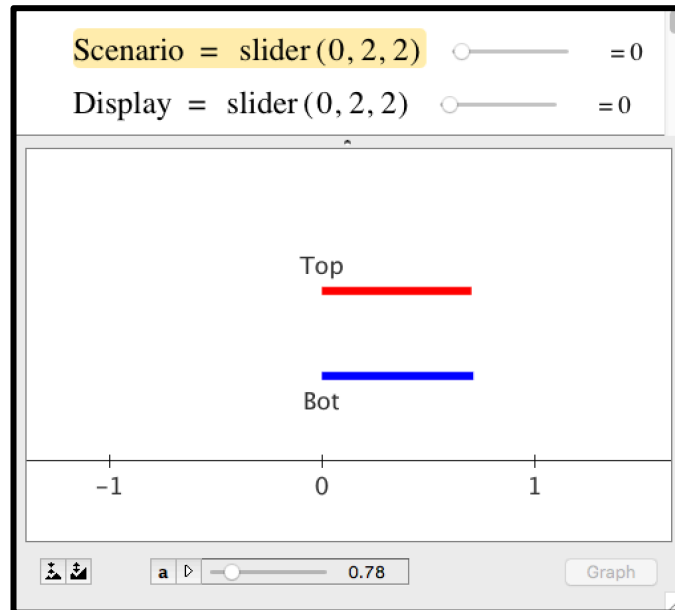 Scenario = slider(0, 2, 2) = 0
Display = slider(0, 2, 2) = 0
Top
Bot
-1 0 1
a 0.78 Graph